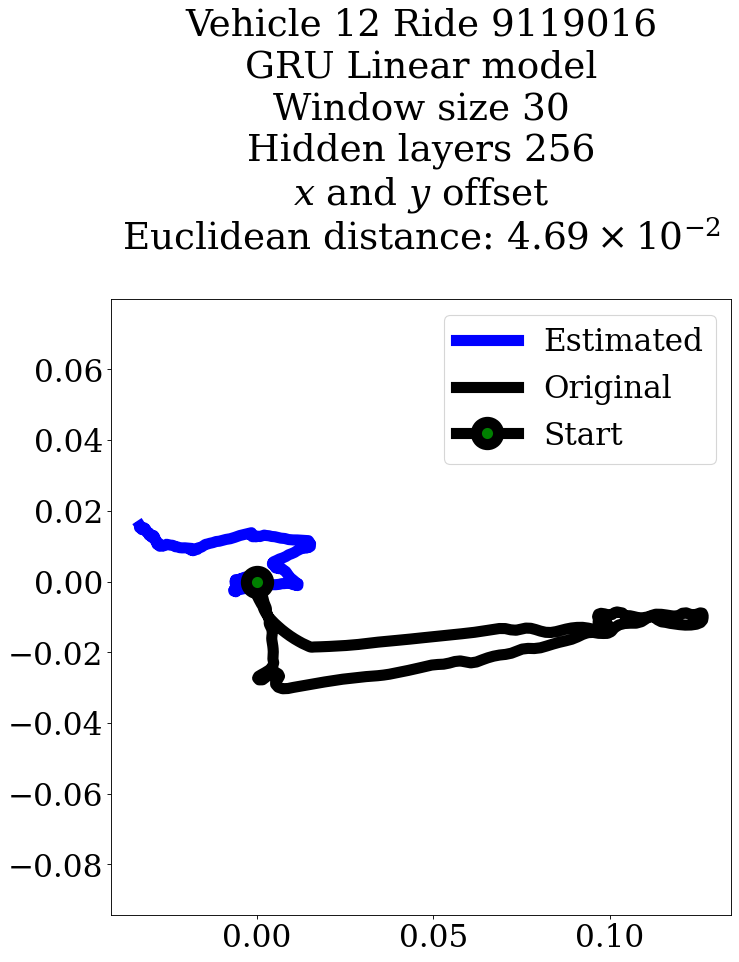 Vehicle 12 Ride 9119016
GRU Linear model
Window size 30
Hidden layers 256
x and y offset
Euclidean distance: 4.69 × 10⁻²
Estimated
Original
Start
0.06
0.04
0.02
0.00
−0.02
−0.04
−0.06
−0.08
0.00 0.05 0.10